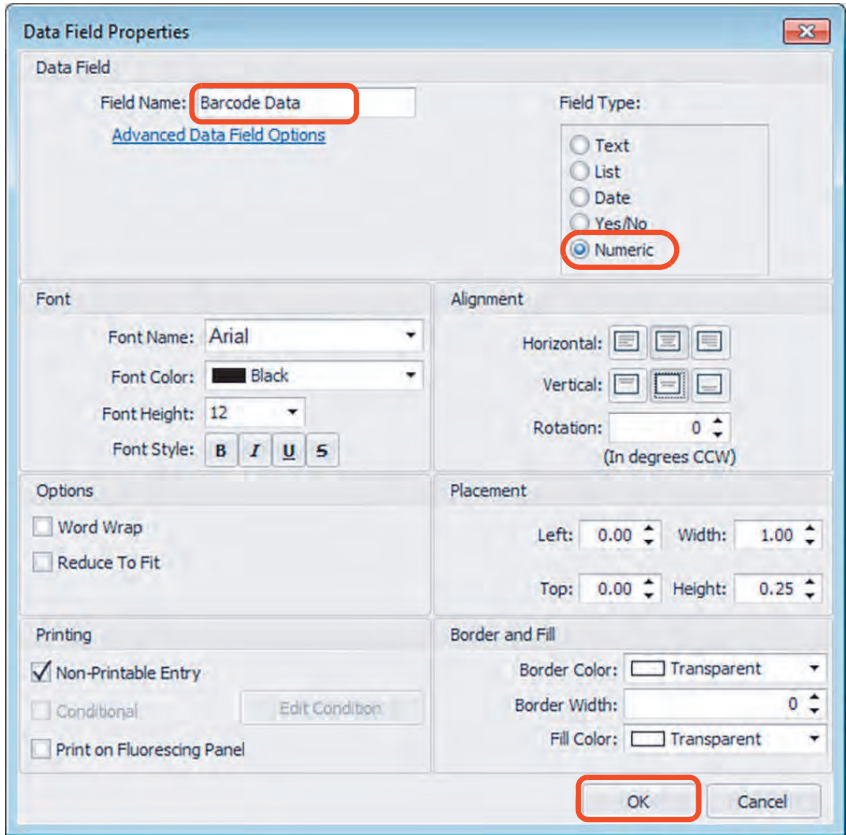 Data Field Properties
Data Field
Field Name: Barcode Data
Advanced Data Field Options
Field Type:
Text
List
Date
Yes/No
Numeric
Font
Font Name: Arial
Font Color: Black
Font Height: 12
Font Style: B I U S
Alignment
Horizontal:
Vertical:
Rotation: 0
(In degrees CCW)
Options
Word Wrap
Reduce To Fit
Placement
Left: 0.00 Width: 1.00
Top: 0.00 Height: 0.25
Printing
Non-Printable Entry
Conditional Edit Condition
Print on Fluorescing Panel
Border and Fill
Border Color: Transparent
Border Width: 0
Fill Color: Transparent
OK Cancel